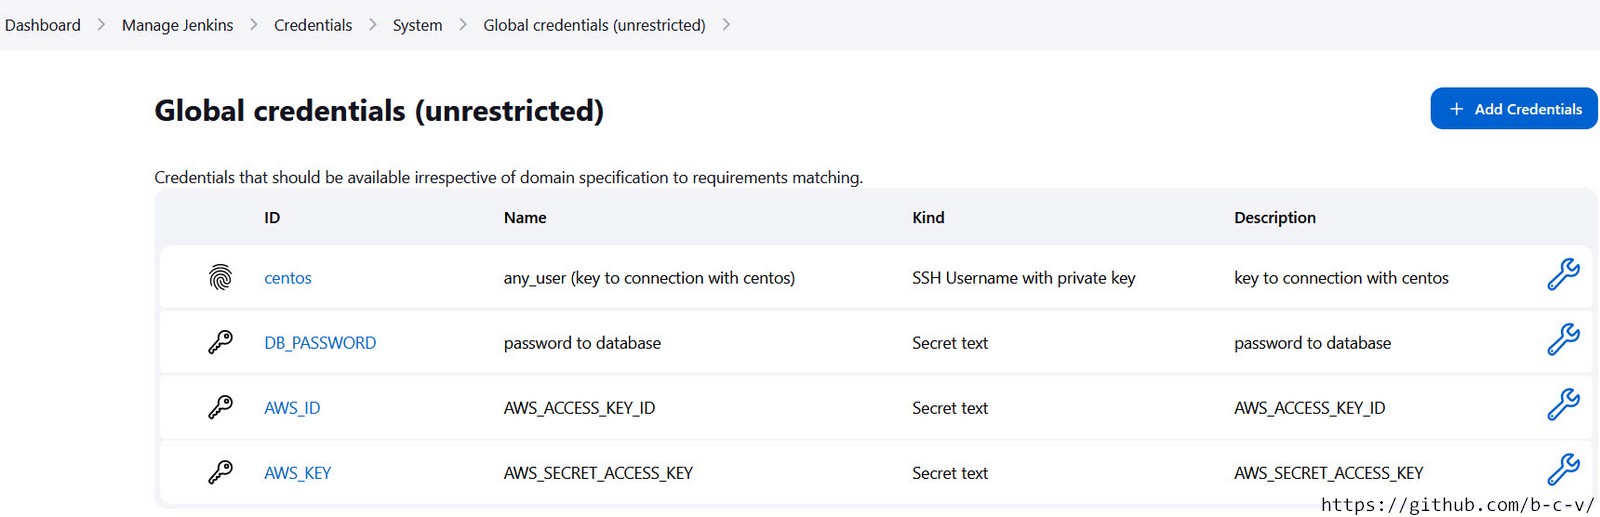 Dashboard > Manage Jenkins > Credentials > System > Global credentials (unrestricted) >
Global credentials (unrestricted)
+ Add Credentials
Credentials that should be available irrespective of domain specification to requirements matching.
ID Name Kind Description
centos any_user (key to connection with centos) SSH Username with private key key to connection with centos
DB_PASSWORD password to database Secret text password to database
AWS_ID AWS_ACCESS_KEY_ID Secret text AWS_ACCESS_KEY_ID
AWS_KEY AWS_SECRET_ACCESS_KEY Secret text AWS_SECRET_ACCESS_KEY
https://github.com/b-c-v/